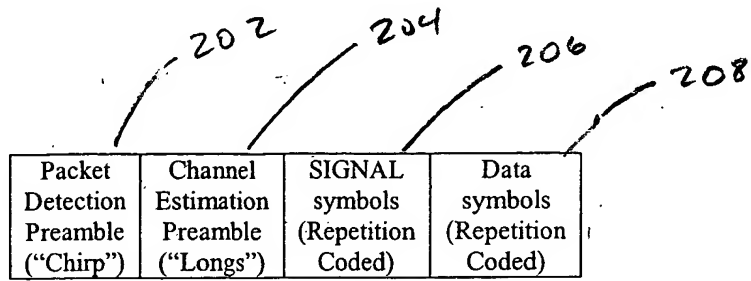 202 204 206 208
Packet Detection Preamble ("Chirp")
Channel Estimation Preamble ("Longs")
SIGNAL symbols (Repetition Coded)
Data symbols (Repetition Coded)